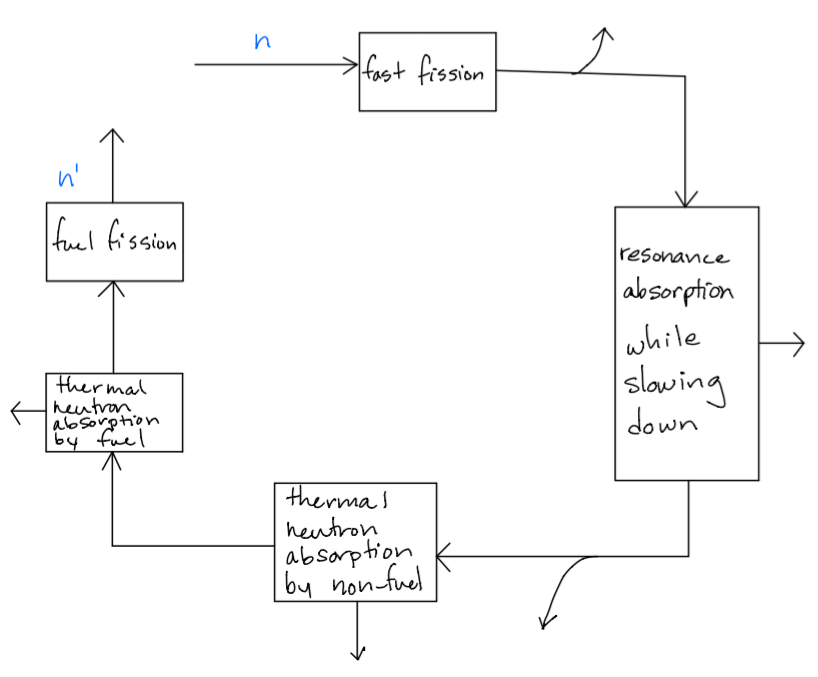 n
fast fission
n'
fuel fission
resonance
absorption
while
slowing
down
thermal
neutron
absorption
by fuel
thermal
neutron
absorption
by non-fuel